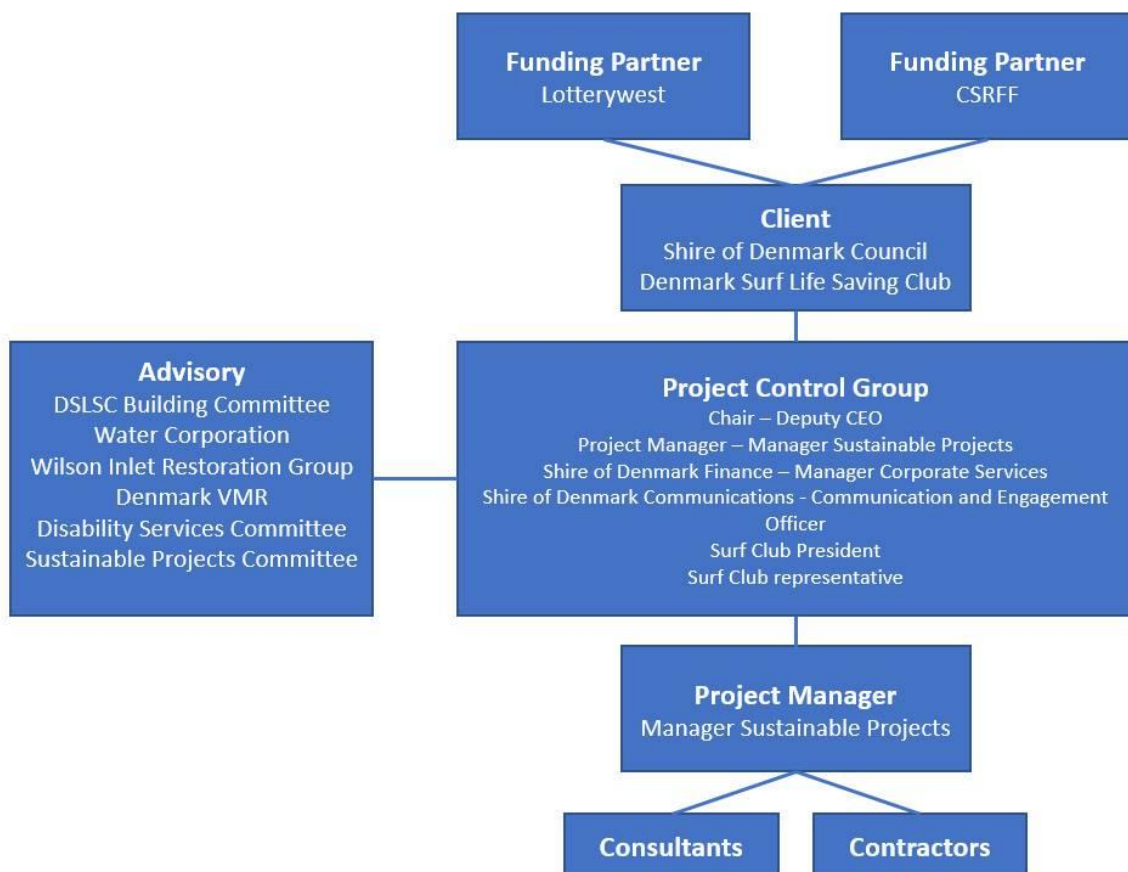 Funding Partner
Lotterywest
Funding Partner
CSRFF
Client
Shire of Denmark Council
Denmark Surf Life Saving Club
Advisory
DSLSC Building Committee
Water Corporation
Wilson Inlet Restoration Group
Denmark VMR
Disability Services Committee
Sustainable Projects Committee
Project Control Group
Chair – Deputy CEO
Project Manager – Manager Sustainable Projects
Shire of Denmark Finance – Manager Corporate Services
Shire of Denmark Communications - Communication and Engagement
Officer
Surf Club President
Surf Club representative
Project Manager
Manager Sustainable Projects
Consultants
Contractors